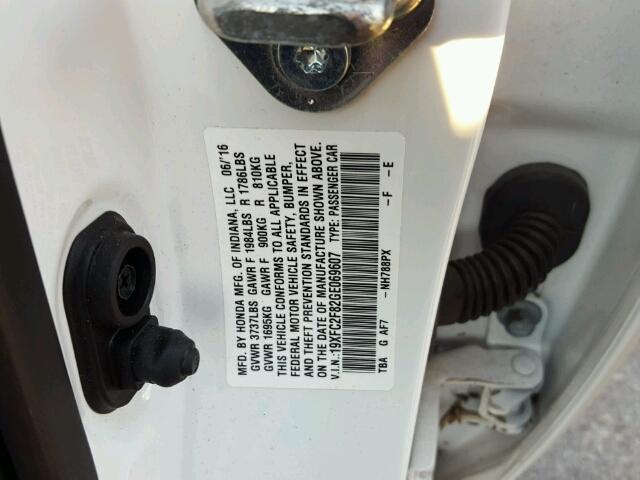 MFD. BY HONDA MFG. OF INDIANA, LLC 06/'16
GVWR 3737LBS GAWR F 1984LBS R 1786LBS
GVWR 1695KG GAWR F 900KG R 810KG
THIS VEHICLE CONFORMS TO ALL APPLICABLE
FEDERAL MOTOR VEHICLE SAFETY, BUMPER,
AND THEFT PREVENTION STANDARDS IN EFFECT
ON THE DATE OF MANUFACTURE SHOWN ABOVE.
V.I.N.:19XFC2F82GE069607 TYPE: PASSENGER CAR
TBA G AF7 -NH788PX -F -E